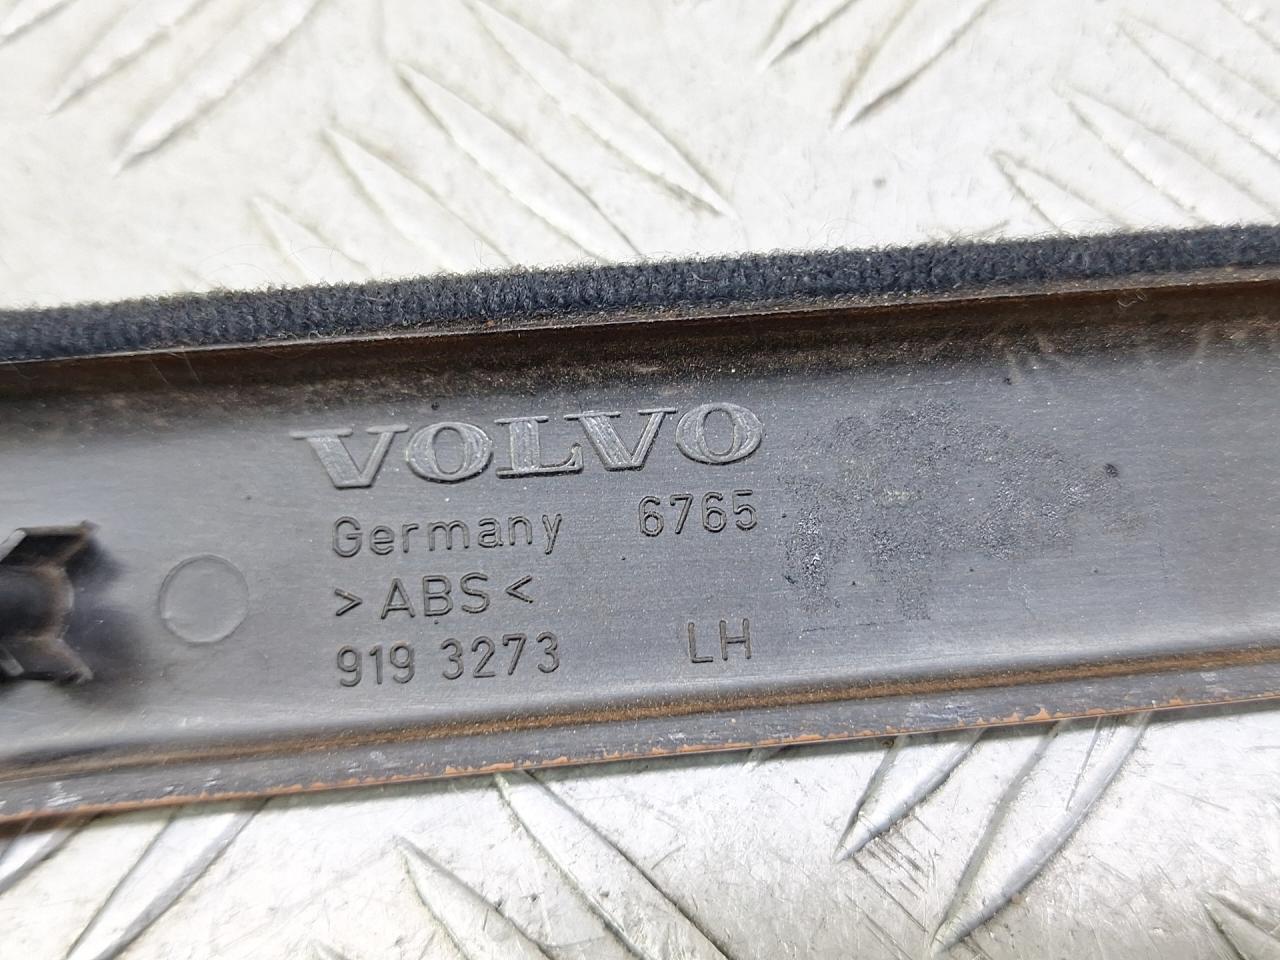 VOLVO
Germany 6765
>ABS<
919 3273 LH